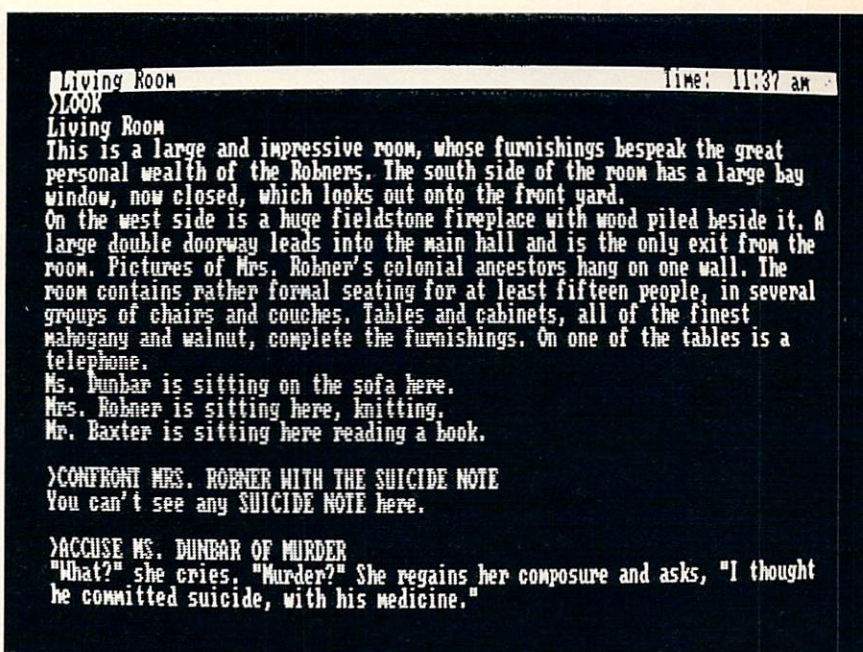 Living Room Time: 11:37 am
>LOOK
Living Room
This is a large and impressive room, whose furnishings bespeak the great
personal wealth of the Robners. The south side of the room has a large bay
window, now closed, which looks out onto the front yard.
On the west side is a huge fieldstone fireplace with wood piled beside it. A
large double doorway leads into the main hall and is the only exit from the
room. Pictures of Mrs. Robner's colonial ancestors hang on one wall. The
room contains rather formal seating for at least fifteen people, in several
groups of chairs and couches. Tables and cabinets, all of the finest
mahogany and walnut, complete the furnishings. On one of the tables is a
telephone.
Ms. Dunbar is sitting on the sofa here.
Mrs. Robner is sitting here, knitting.
Mr. Baxter is sitting here reading a book.
>CONFRONT MRS. ROBNER WITH THE SUICIDE NOTE
You can't see any SUICIDE NOTE here.
>ACCUSE MS. DUNBAR OF MURDER
"What?" she cries. "Murder?" She regains her composure and asks, "I thought
he committed suicide, with his medicine."